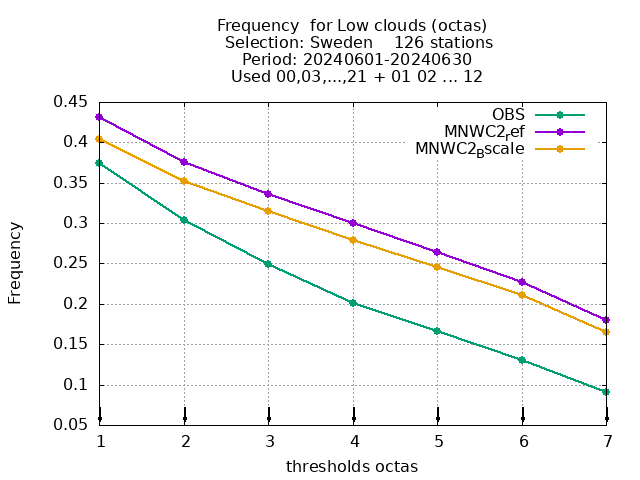 Frequency  for Low clouds (octas)
Selection: Sweden    126 stations
Period: 20240601-20240630
Used 00,03,...,21 + 01 02 ... 12
OBS
MNWC2ref
MNWC2Bscale
0.45
0.4
0.35
0.3
0.25
0.2
0.15
0.1
0.05
Frequency
1 2 3 4 5 6 7
thresholds octas